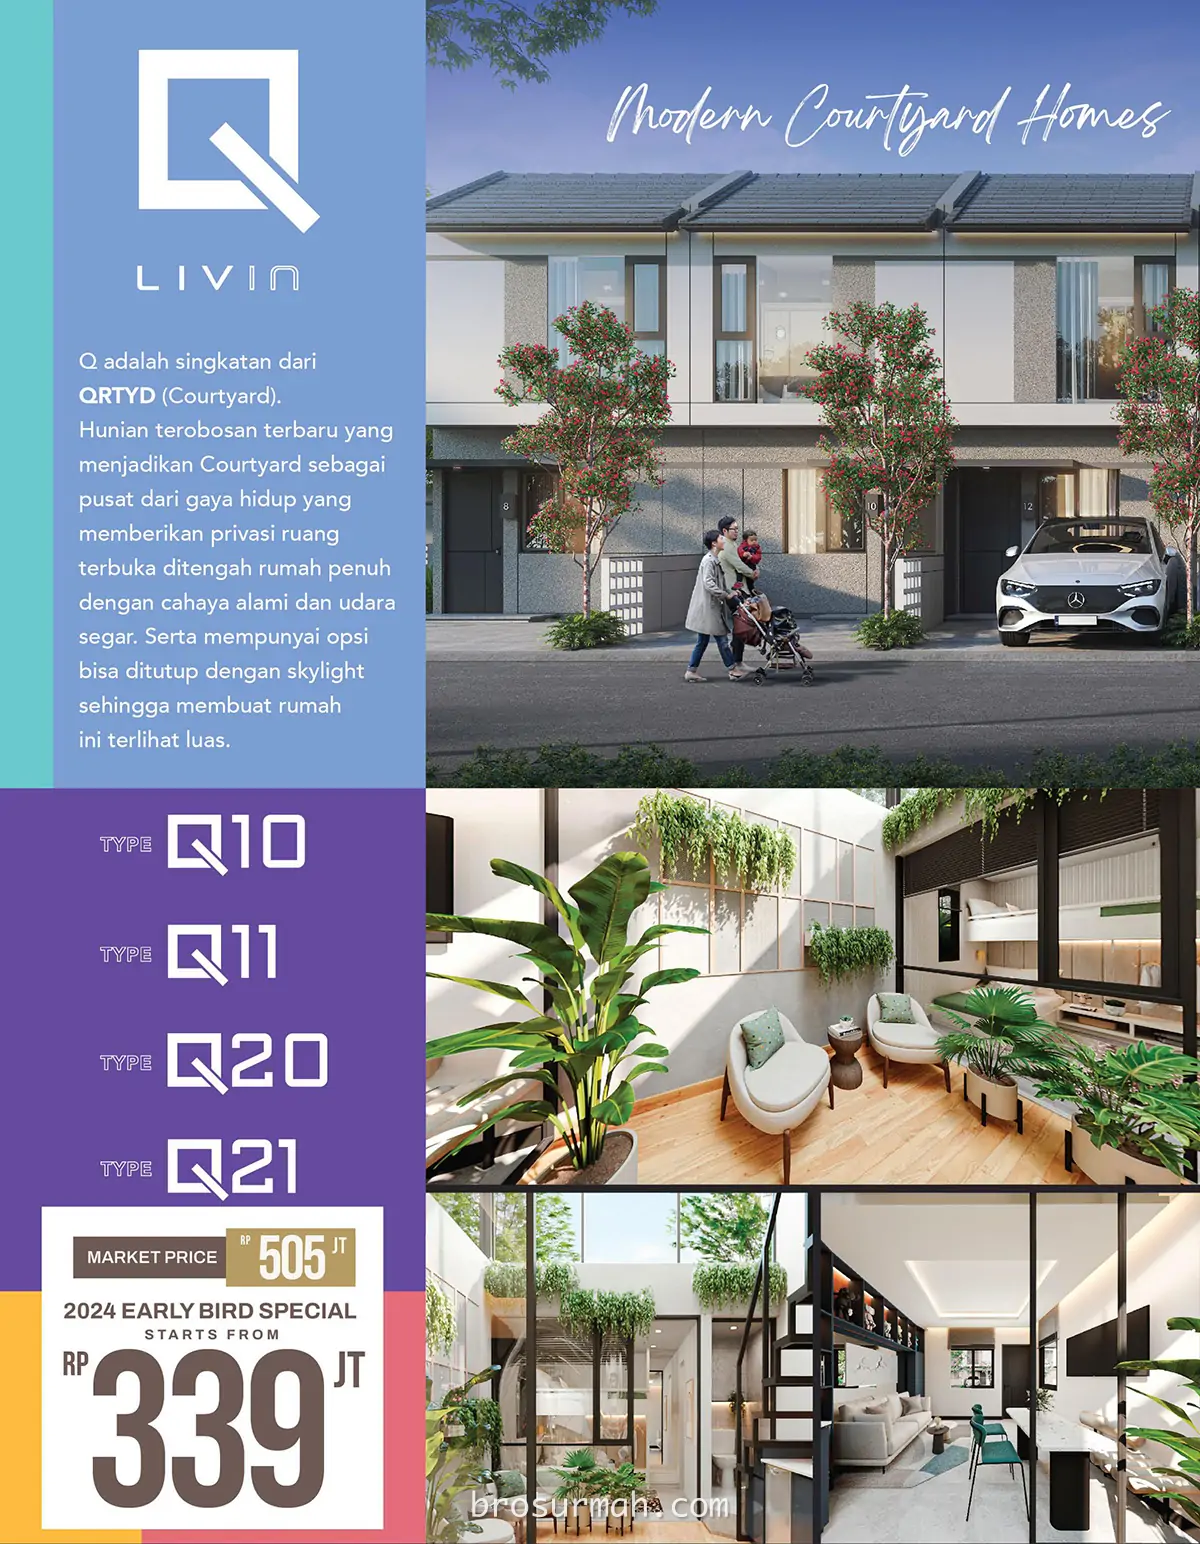 Q
LIVIN
Modern Courtyard Homes
Q adalah singkatan dari
QRTYD (Courtyard).
Hunian terobosan terbaru yang
menjadikan Courtyard sebagai
pusat dari gaya hidup yang
memberikan privasi ruang
terbuka ditengah rumah penuh
dengan cahaya alami dan udara
segar. Serta mempunyai opsi
bisa ditutup dengan skylight
sehingga membuat rumah
ini terlihat luas.
8
10
12
TYPE Q10
TYPE Q11
TYPE Q20
TYPE Q21
MARKET PRICE RP 505 JT
2024 EARLY BIRD SPECIAL
STARTS FROM
RP 339 JT
brosurmah.com